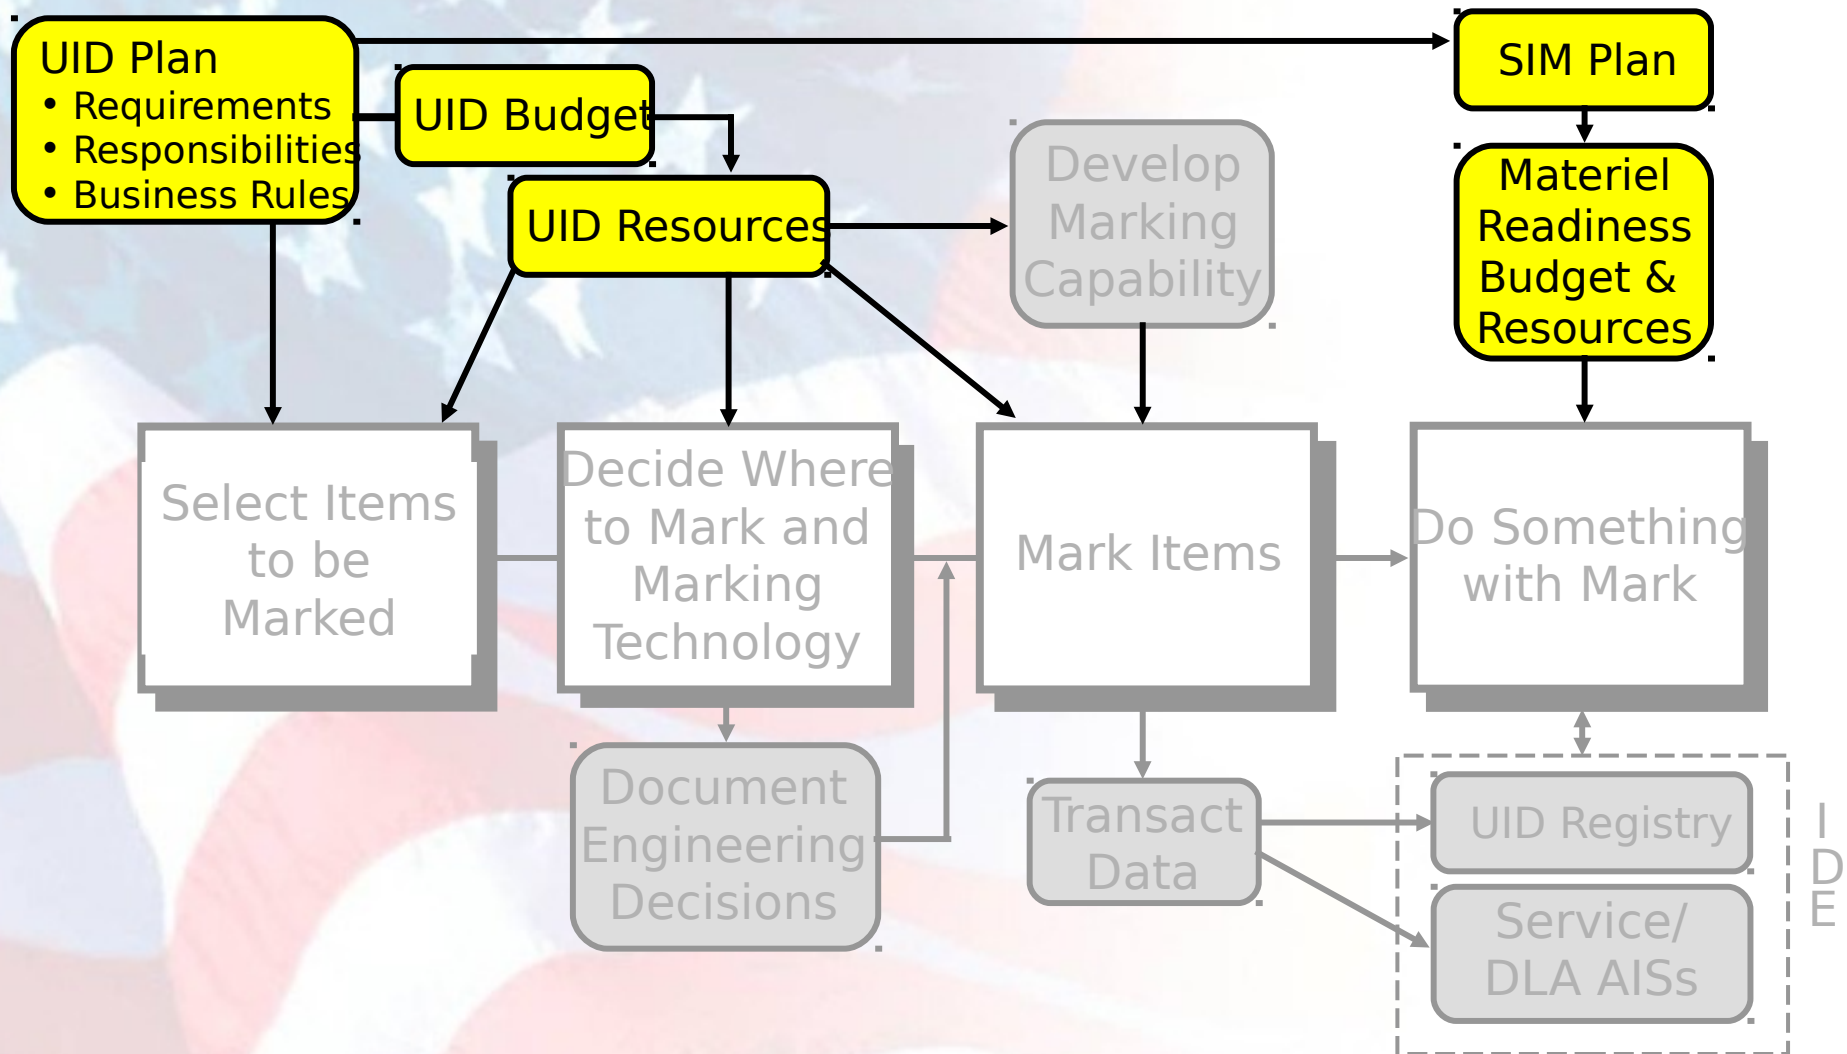 UID Plan
• Requirements
• Responsibilities
• Business Rules
UID Budget
UID Resources
Develop
Marking
Capability
SIM Plan
Materiel
Readiness
Budget &
Resources
Select Items
to be
Marked
Decide Where
to Mark and
Marking
Technology
Mark Items
Do Something
with Mark
Document
Engineering
Decisions
Transact
Data
UID Registry
Service/
DLA AISs
I
D
E